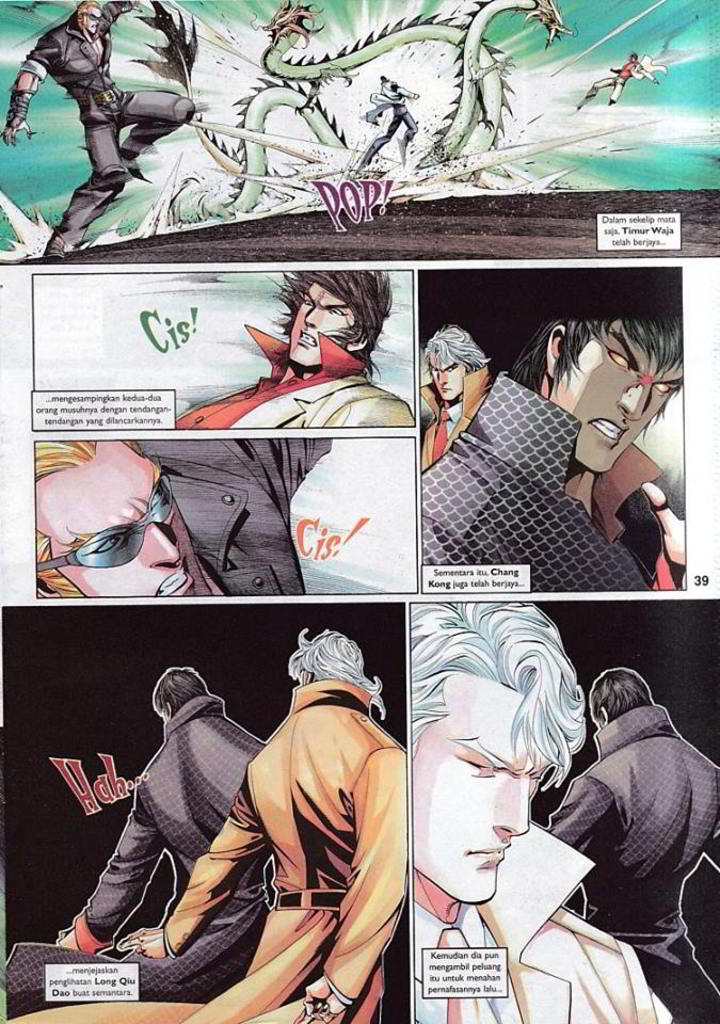 POP!
Dalam sekelip mata
saja, Timur Waja
telah berjaya...
Cis!
...mengesampingkan kedua-dua
orang musuhnya dengan tendangan-
tendangan yang dilancarkannya.
Cis!
Sementara itu, Chang
Kong juga telah berjaya...
39
Hah...
...menjejaskan
penglihatan Long Qiu
Dao buat semantara.
Kemudian dia pun
mengambil peluang
itu untuk menahan
pernafasannya lalu...